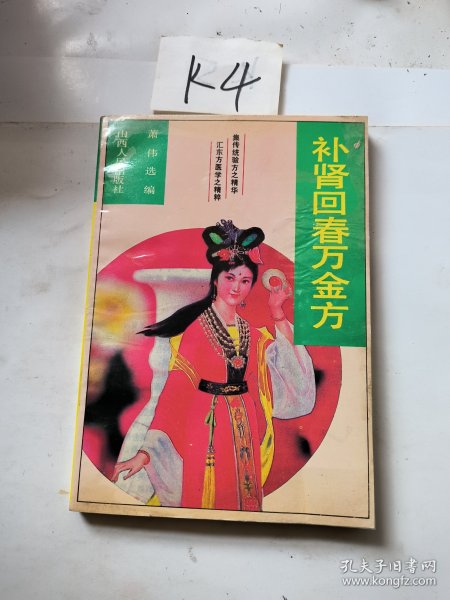 K4
补肾回春万金方
集传统验方之精华
汇东方医学之精粹
萧伟选编
山西人民出版社
孔夫子旧书网
www.kongfz.com